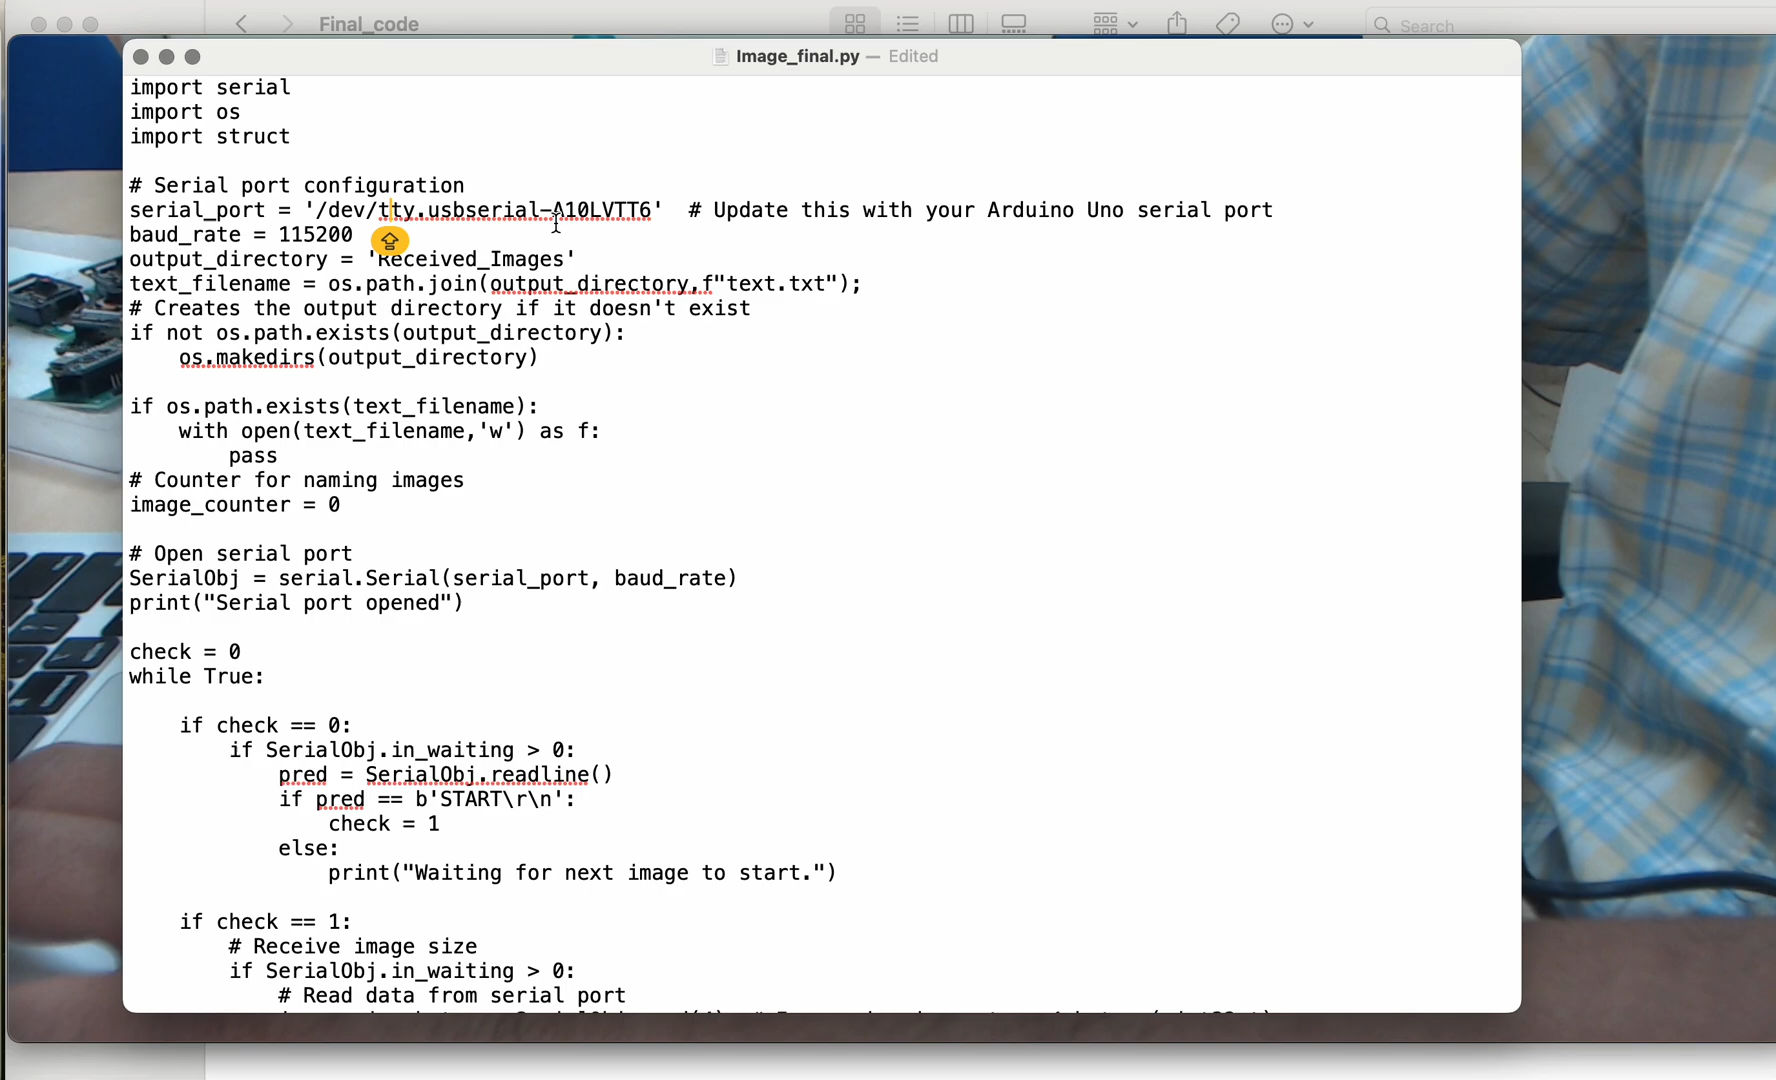 Final_code
Search
Image_final.py — Edited
import serial
import os
import struct
# Serial port configuration
serial_port = '/dev/tty.usbserial-A10LVTT6'  # Update this with your Arduino Uno serial port
baud_rate = 115200
output_directory = 'Received_Images'
text_filename = os.path.join(output_directory,f"text.txt");
# Creates the output directory if it doesn't exist
if not os.path.exists(output_directory):
    os.makedirs(output_directory)
if os.path.exists(text_filename):
    with open(text_filename,'w') as f:
        pass
# Counter for naming images
image_counter = 0
# Open serial port
SerialObj = serial.Serial(serial_port, baud_rate)
print("Serial port opened")
check = 0
while True:
    if check == 0:
        if SerialObj.in_waiting > 0:
            pred = SerialObj.readline()
            if pred == b'START\r\n':
                check = 1
            else:
                print("Waiting for next image to start.")
    if check == 1:
        # Receive image size
        if SerialObj.in_waiting > 0:
            # Read data from serial port